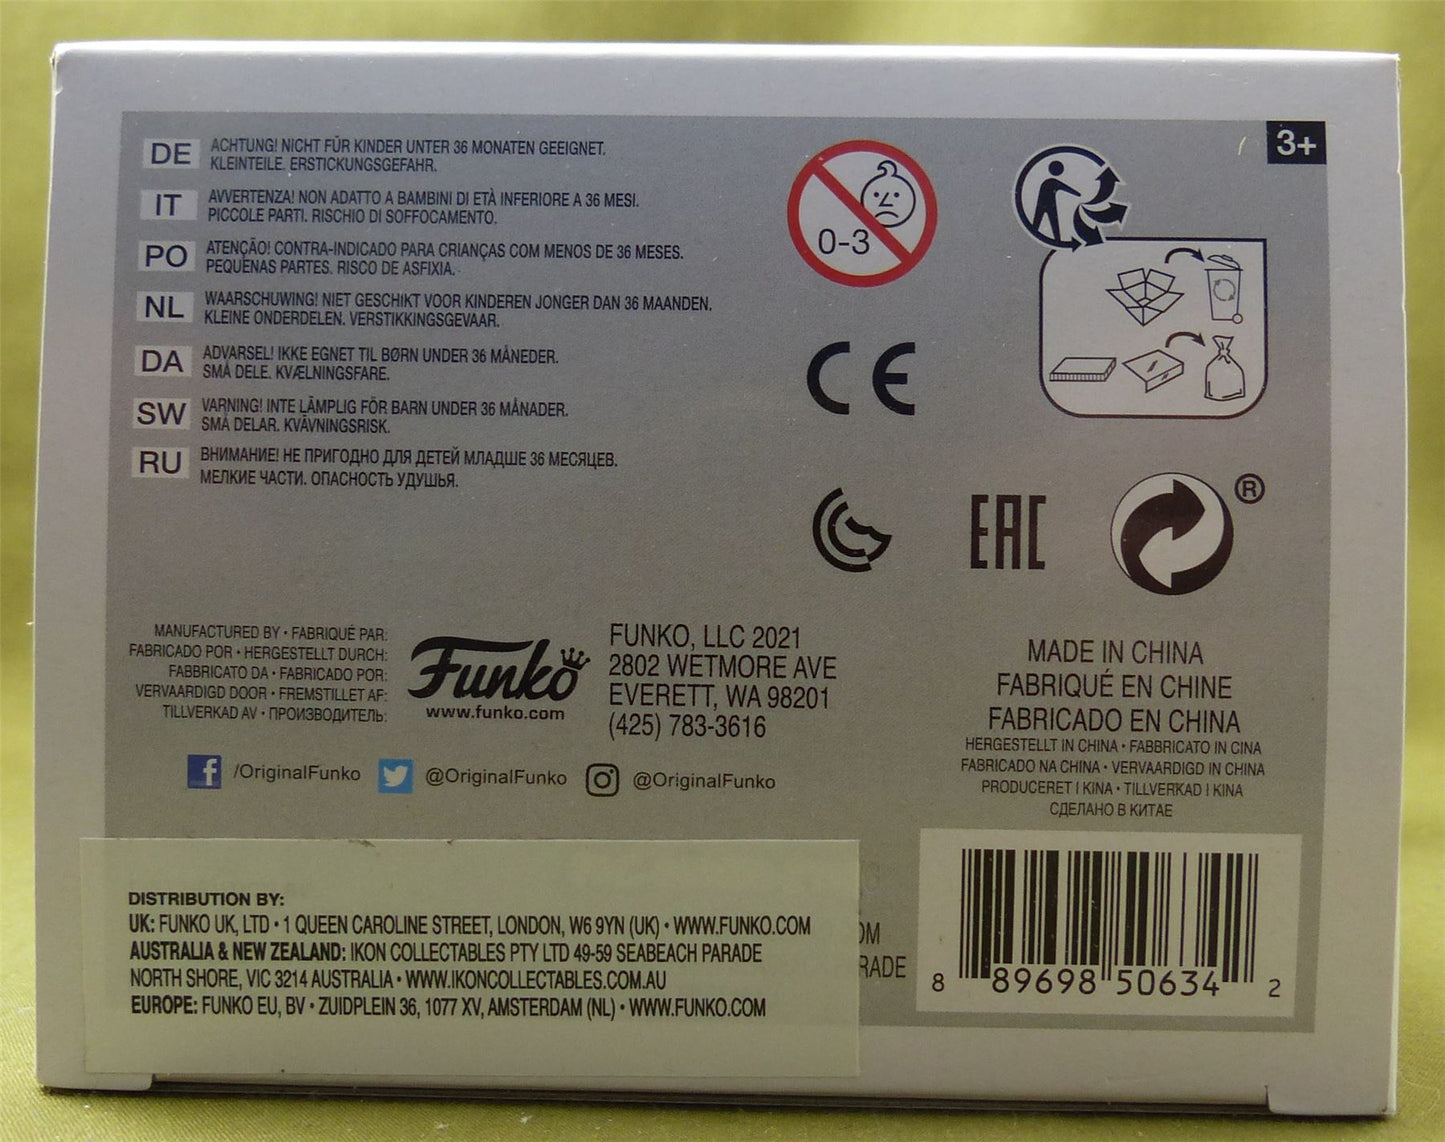 DE ACHTUNG! NICHT FÜR KINDER UNTER 36 MONATEN GEEIGNET.
KLEINTEILE. ERSTICKUNGSGEFAHR.
IT AVVERTENZA! NON ADATTO A BAMBINI DI ETÀ INFERIORE A 36 MESI.
PICCOLE PARTI. RISCHIO DI SOFFOCAMENTO.
PO ATENÇÃO! CONTRA-INDICADO PARA CRIANÇAS COM MENOS DE 36 MESES.
PEQUENAS PARTES. RISCO DE ASFIXIA.
NL WAARSCHUWING! NIET GESCHIKT VOOR KINDEREN JONGER DAN 36 MAANDEN.
KLEINE ONDERDELEN. VERSTIKKINGSGEVAAR.
DA ADVARSEL! IKKE EGNET TIL BØRN UNDER 36 MÅNEDER.
SMÅ DELE. KVÆLNINGSFARE.
SW VARNING! INTE LÄMPLIG FÖR BARN UNDER 36 MÅNADER.
SMÅ DELAR. KVÄVNINGSRISK.
RU ВНИМАНИЕ! НЕ ПРИГОДНО ДЛЯ ДЕТЕЙ МЛАДШЕ 36 МЕСЯЦЕВ.
МЕЛКИЕ ЧАСТИ. ОПАСНОСТЬ УДУШЬЯ.
0-3
3+
CE
EAC
®
MANUFACTURED BY • FABRIQUÉ PAR:
FABRICADO POR • HERGESTELLT DURCH:
FABBRICATO DA • FABRICADO POR:
VERVAARDIGD DOOR • FREMSTILLET AF:
TILLVERKAD AV • ПРОИЗВОДИТЕЛЬ:
Funko
www.funko.com
FUNKO, LLC 2021
2802 WETMORE AVE
EVERETT, WA 98201
(425) 783-3616
/OriginalFunko @OriginalFunko @OriginalFunko
MADE IN CHINA
FABRIQUÉ EN CHINE
FABRICADO EN CHINA
HERGESTELLT IN CHINA • FABBRICATO IN CINA
FABRICADO NA CHINA • VERVAARDIGD IN CHINA
PRODUCERET I KINA • TILLVERKAD I KINA
СДЕЛАНО В КИТАЕ
DISTRIBUTION BY:
UK: FUNKO UK, LTD • 1 QUEEN CAROLINE STREET, LONDON, W6 9YN (UK) • WWW.FUNKO.COM
AUSTRALIA & NEW ZEALAND: IKON COLLECTABLES PTY LTD 49-59 SEABEACH PARADE
NORTH SHORE, VIC 3214 AUSTRALIA • WWW.IKONCOLLECTABLES.COM.AU
EUROPE: FUNKO EU, BV • ZUIDPLEIN 36, 1077 XV, AMSTERDAM (NL) • WWW.FUNKO.COM
8 89698 50634 2